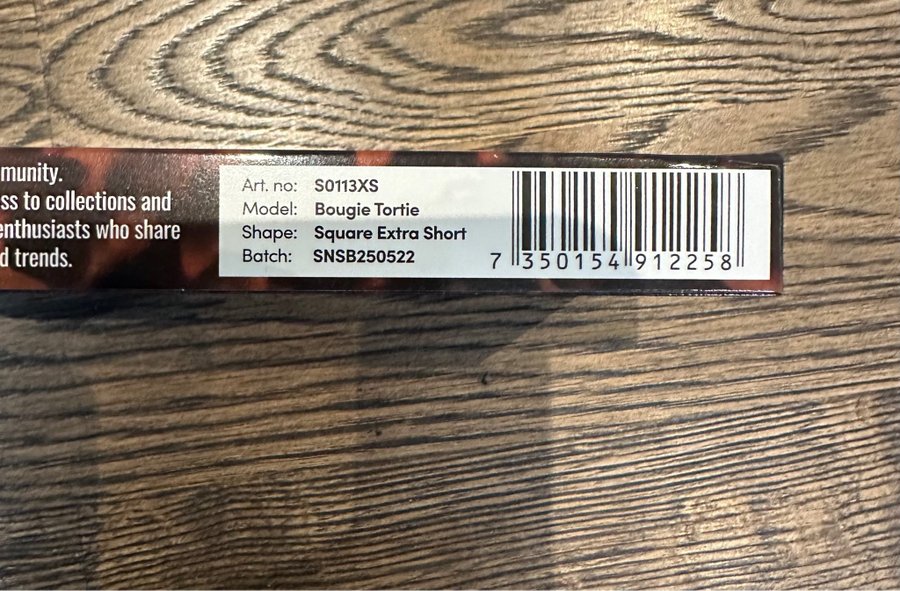 munity.
ss to collections and
enthusiasts who share
d trends.
Art. no: S0113XS
Model: Bougie Tortie
Shape: Square Extra Short
Batch: SNSB250522
7 350154 912258